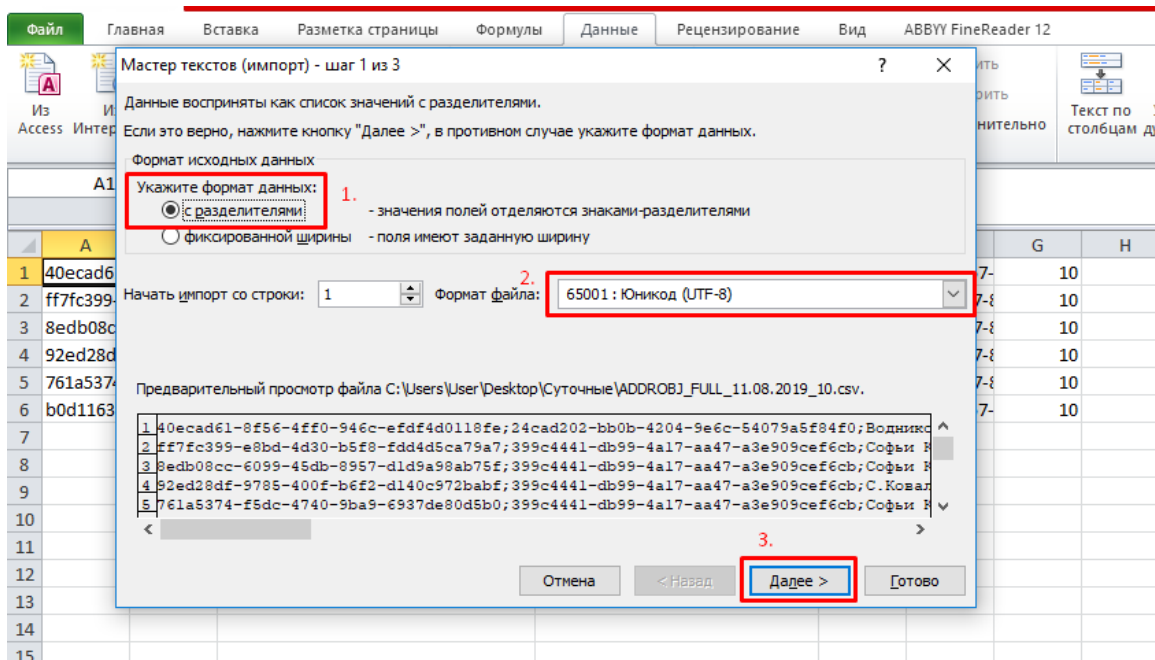 Файл Главная Вставка Разметка страницы Формулы Данные Рецензирование Вид ABBYY FineReader 12
Мастер текстов (импорт) - шаг 1 из 3 ?
Из Access
Текст по столбцам
Данные восприняты как список значений с разделителями.
Если это верно, нажмите кнопку "Далее >", в противном случае укажите формат данных.
Формат исходных данных
Укажите формат данных: 1.
с разделителями - значения полей отделяются знаками-разделителями
фиксированной ширины - поля имеют заданную ширину
2.
Начать импорт со строки: 1 Формат файла: 65001 : Юникод (UTF-8)
Предварительный просмотр файла C:\Users\User\Desktop\Суточные\ADDROBJ_FULL_11.08.2019_10.csv.
1 40ecad61-8f56-4ff0-946c-efdf4d0118fe;24cad202-bb0b-4204-9e6c-54079a5f84f0;Водник
2 ff7fc399-e8bd-4d30-b5f8-fdd4d5ca79a7;399c4441-db99-4a17-aa47-a3e909cef6cb;Софьи
3 8edb08cc-6099-45db-8957-d1d9a98ab75f;399c4441-db99-4a17-aa47-a3e909cef6cb;Софьи
4 92ed28df-9785-400f-b6f2-d140c972babf;399c4441-db99-4a17-aa47-a3e909cef6cb;С.Ковал
5 761a5374-f5dc-4740-9ba9-6937de80d5b0;399c4441-db99-4a17-aa47-a3e909cef6cb;Софьи
3.
Отмена < Назад Далее > Готово
A1
A G H
1 40ecad6 7- 10
2 ff7fc399- 10
3 8edb08c 10
4 92ed28d 10
5 761a537 10
6 b0d1163 7- 10
7
8
9
10
11
12
13
14
15